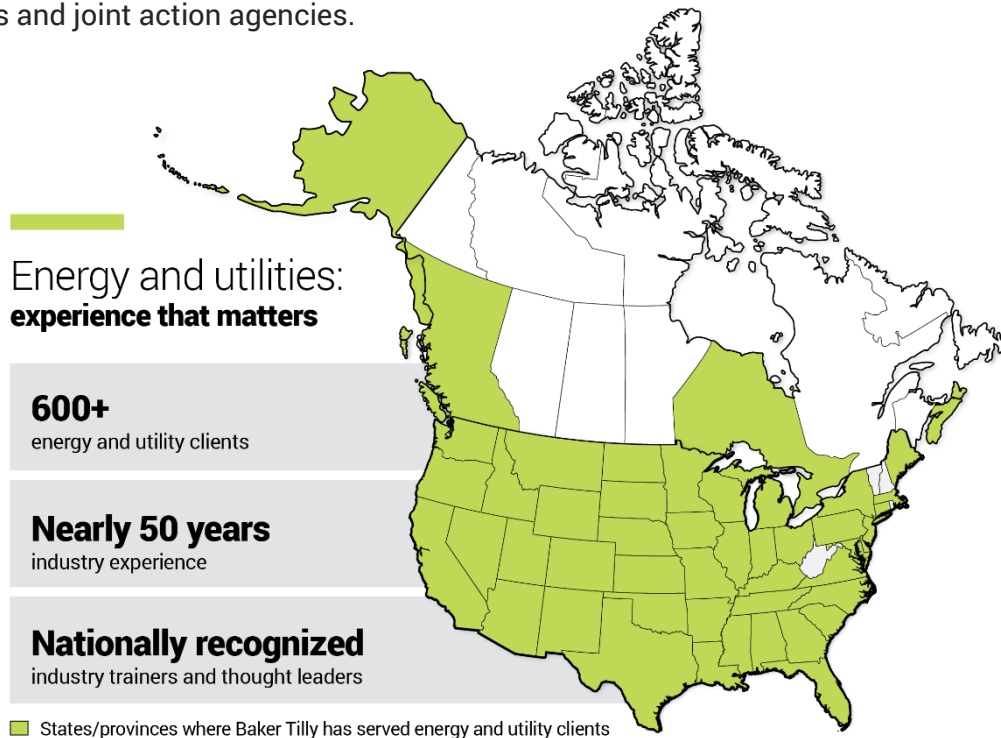 s and joint action agencies.
Energy and utilities:
experience that matters
600+
energy and utility clients
Nearly 50 years
industry experience
Nationally recognized
industry trainers and thought leaders
States/provinces where Baker Tilly has served energy and utility clients